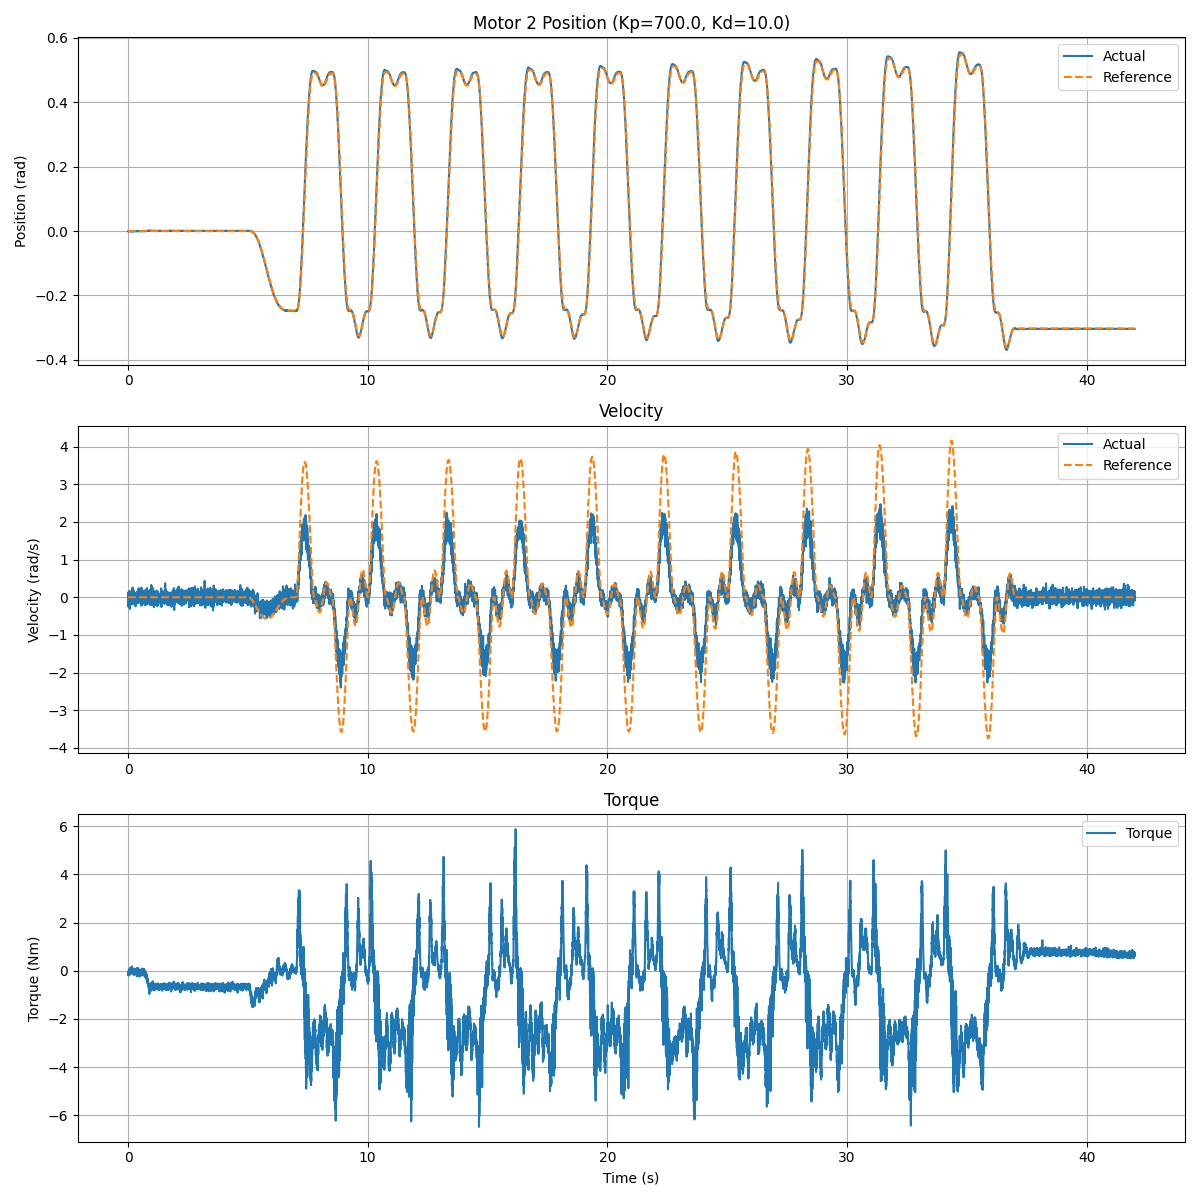 Motor 2 Position (Kp=700.0, Kd=10.0)
0.6
0.4
0.2
0.0
−0.2
−0.4
Position (rad)
Actual
Reference
0 10 20 30 40
Velocity
4
3
2
1
0
−1
−2
−3
−4
Velocity (rad/s)
Actual
Reference
0 10 20 30 40
Torque
6
4
2
0
−2
−4
−6
Torque (Nm)
Torque
0 10 20 30 40
Time (s)